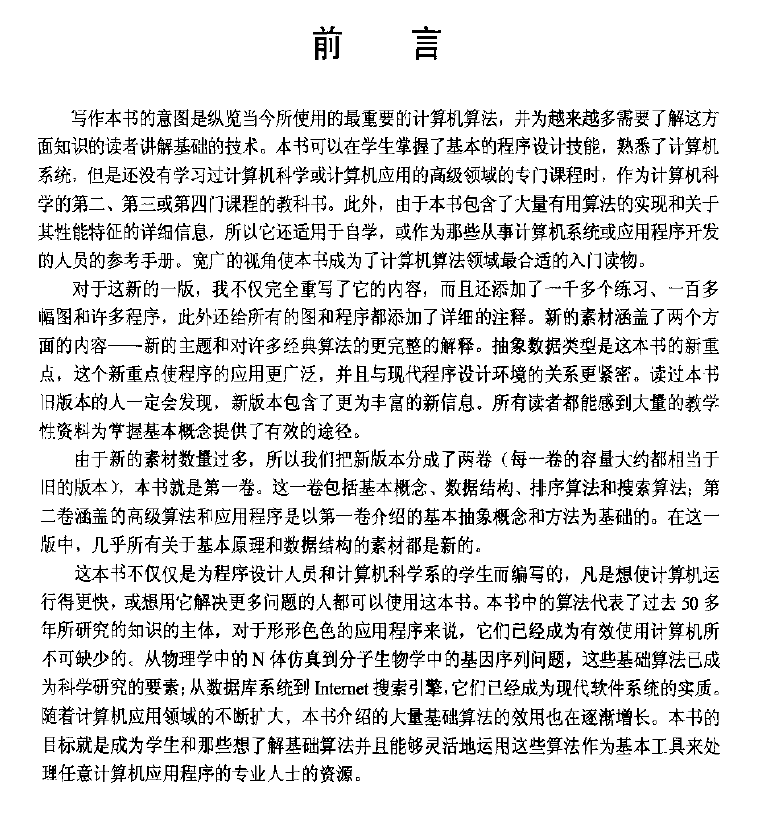 前 言
写作本书的意图是纵览当今所使用的最重要的计算机算法，并为越来越多需要了解这方
面知识的读者讲解基础的技术。本书可以在学生掌握了基本的程序设计技能，熟悉了计算机
系统，但是还没有学习过计算机科学或计算机应用的高级领域的专门课程时，作为计算机科
学的第二、第三或第四门课程的教科书。此外，由于本书包含了大量有用算法的实现和关于
其性能特征的详细信息，所以它还适用于自学，或作为那些从事计算机系统或应用程序开发
的人员的参考手册。宽广的视角使本书成为了计算机算法领域最合适的入门读物。
对于这新的一版，我不仅完全重写了它的内容，而且还添加了一千多个练习、一百多
幅图和许多程序，此外还给所有的图和程序都添加了详细的注释。新的素材涵盖了两个方
面的内容——新的主题和对许多经典算法的更完整的解释。抽象数据类型是这本书的新重
点，这个新重点使程序的应用更广泛，并且与现代程序设计环境的关系更紧密。读过本书
旧版本的人一定会发现，新版本包含了更为丰富的新信息。所有读者都能感到大量的教学
性资料为掌握基本概念提供了有效的途径。
由于新的素材数量过多，所以我们把新版本分成了两卷（每一卷的容量大约都相当于
旧的版本），本书就是第一卷。这一卷包括基本概念、数据结构、排序算法和搜索算法；第
二卷涵盖的高级算法和应用程序是以第一卷介绍的基本抽象概念和方法为基础的。在这一
版中，几乎所有关于基本原理和数据结构的素材都是新的。
这本书不仅仅是为程序设计人员和计算机科学系的学生而编写的，凡是想使计算机运
行得更快，或想用它解决更多问题的人都可以使用这本书。本书中的算法代表了过去 50 多
年所研究的知识的主体，对于形形色色的应用程序来说，它们已经成为有效使用计算机所
不可缺少的。从物理学中的 N 体仿真到分子生物学中的基因序列问题，这些基础算法已成
为科学研究的要素；从数据库系统到 Internet 搜索引擎，它们已经成为现代软件系统的实质。
随着计算机应用领域的不断扩大，本书介绍的大量基础算法的效用也在逐渐增长。本书的
目标就是成为学生和那些想了解基础算法并且能够灵活地运用这些算法作为基本工具来处
理任意计算机应用程序的专业人士的资源。